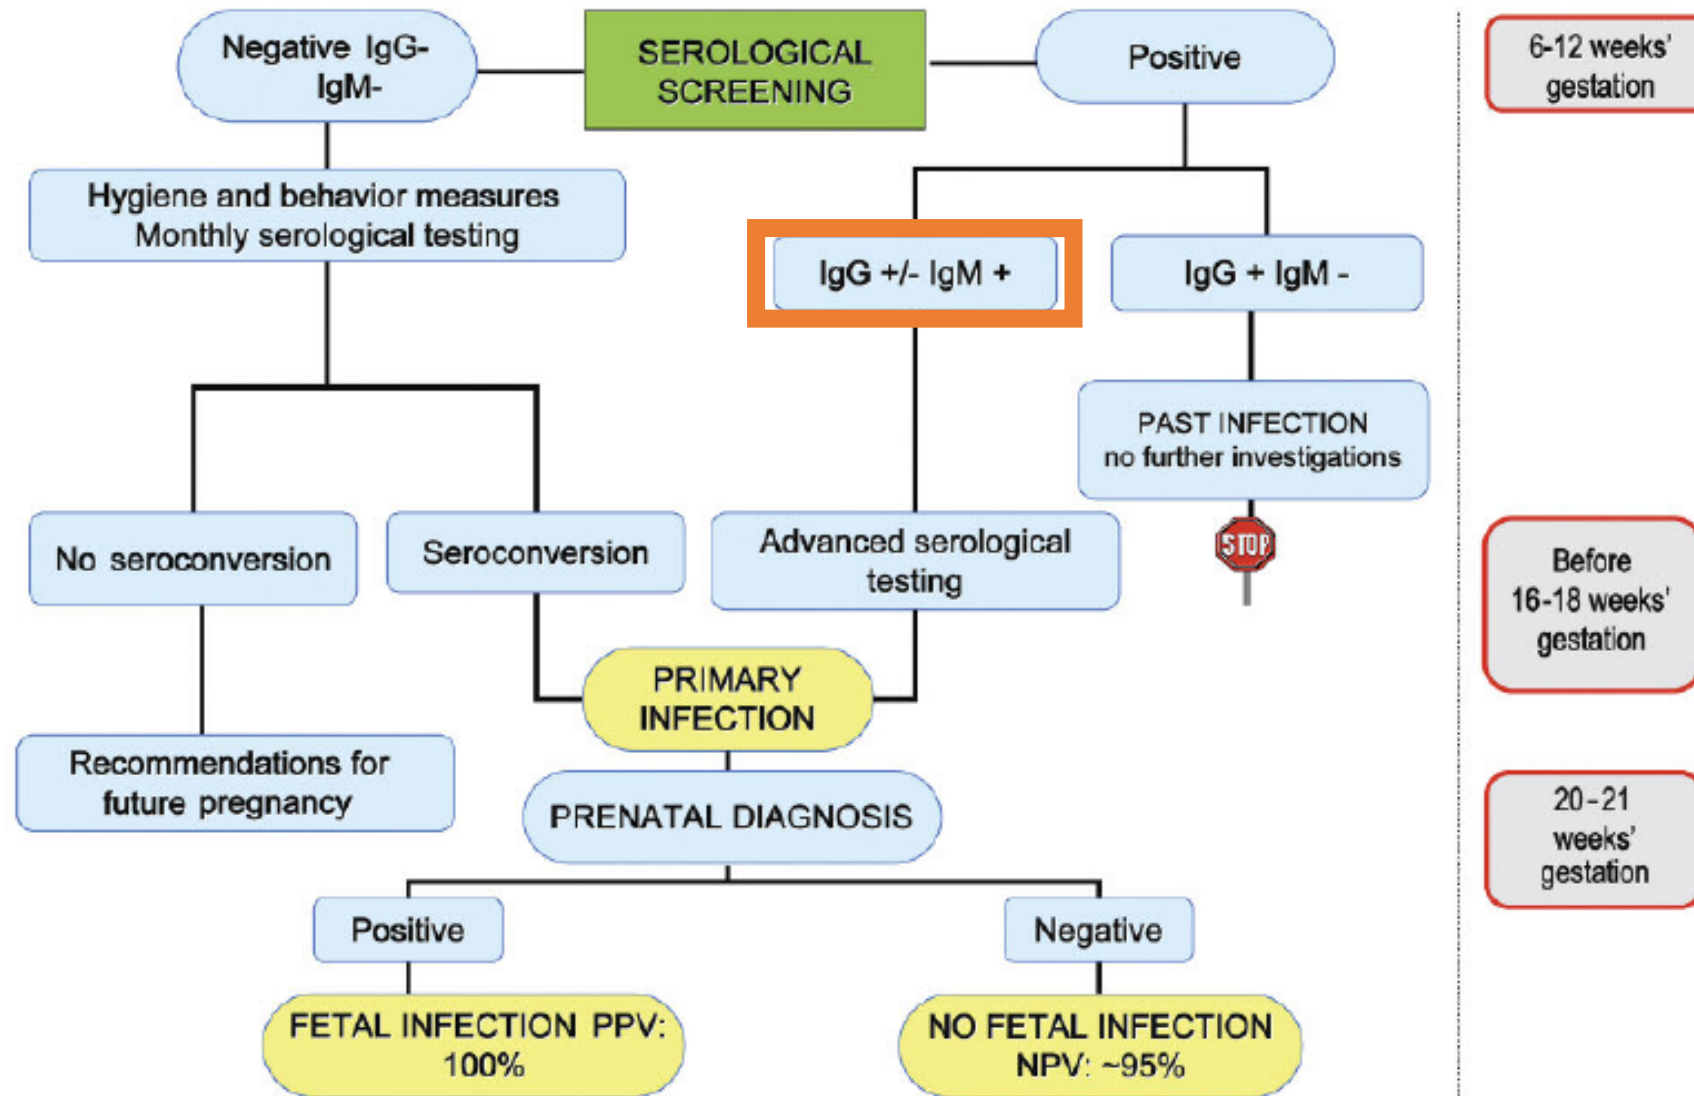 Negative IgG-
IgM-
SEROLOGICAL
SCREENING
Positive
6-12 weeks'
gestation
Hygiene and behavior measures
Monthly serological testing
IgG +/- IgM +
IgG + IgM -
PAST INFECTION
no further investigations
STOP
No seroconversion
Seroconversion
Advanced serological
testing
Before
16-18 weeks'
gestation
PRIMARY
INFECTION
Recommendations for
future pregnancy
PRENATAL DIAGNOSIS
20-21
weeks'
gestation
Positive
Negative
FETAL INFECTION PPV:
100%
NO FETAL INFECTION
NPV: ~95%